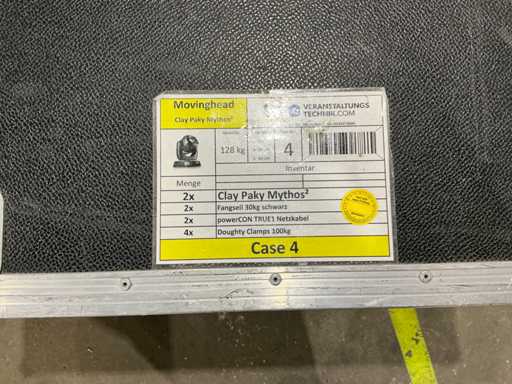 Movinghead
Clay Paky Mythos²
VERANSTALTUNGS
TECHNIK.COM
128 kg
4
Inventar
Menge
2x Clay Paky Mythos²
2x Fangseil 30kg schwarz
2x powerCON TRUE1 Netzkabel
4x Doughty Clamps 100kg
Case 4